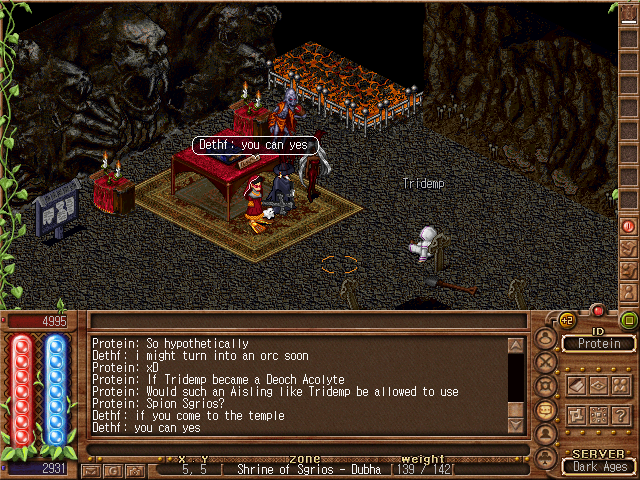 Dethf: you can yes
Tridemp
4995
Protein: So hypothetically
Dethf: i might turn into an orc soon
Protein: xD
Protein: If Tridemp became a Deoch Acolyte
Protein: Would such an Aisling like Tridemp be allowed to use
Protein: Spion Sgrios?
Dethf: if you come to the temple
Dethf: you can yes
+2
ID
Protein
x y zone weight
2931
5, 5 [ Shrine of Sgrios - Dubha [139 / 142[
SERVER
Dark Ages